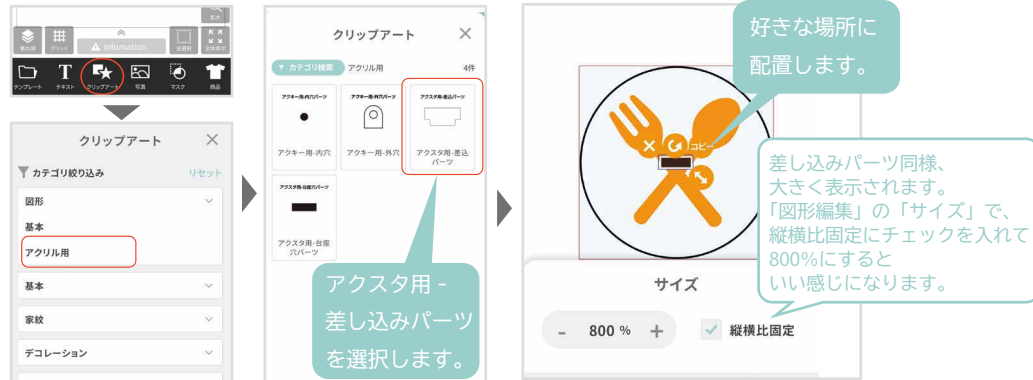 拡大
重ね順
グリッド
infomation
全選択
全体表示
テンプレート
テキスト
クリップアート
写真
マスク
商品
クリップアート
カテゴリ絞り込み
リセット
図形
基本
アクリル用
基本
家紋
デコレーション
クリップアート
カテゴリ検索
アクリル用
4件
アクキー用-内穴パーツ
アクキー用-外穴パーツ
アクスタ用-差込パーツ
アクキー用-内穴
アクキー用-外穴
アクスタ用-差込
パーツ
アクスタ用-台座穴パーツ
アクスタ用-台座
穴パーツ
アクスタ用 -
差し込みパーツ
を選択します。
好きな場所に
配置します。
コピー
差し込みパーツ同様、
大きく表示されます。
「図形編集」の「サイズ」で、
縦横比固定にチェックを入れて
800%にすると
いい感じになります。
サイズ
- 800 % +
縦横比固定